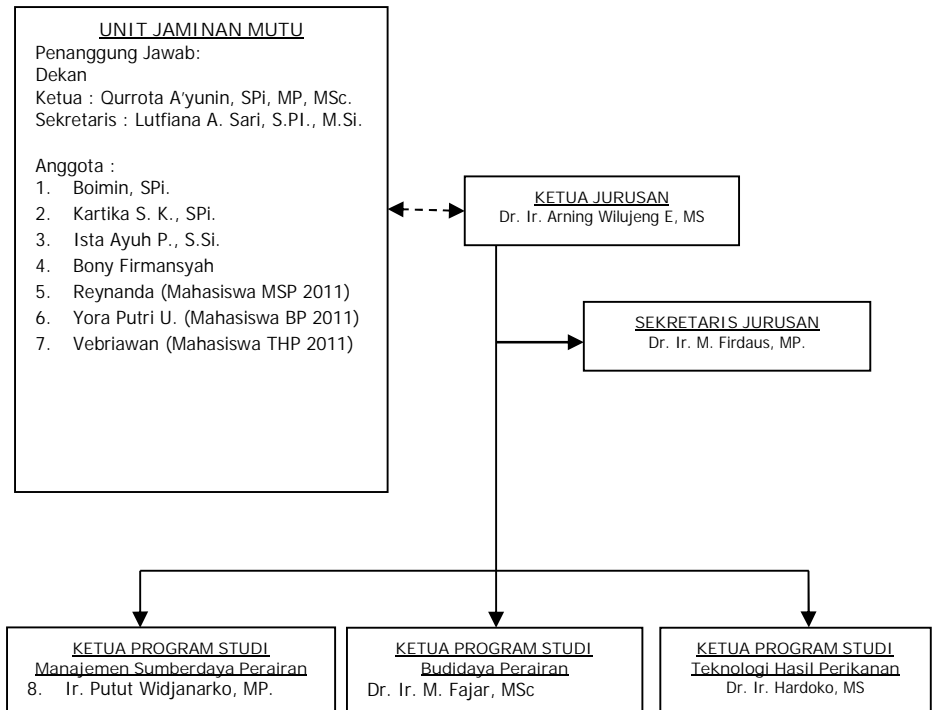 UNIT JAMINAN MUTU
Penanggung Jawab:
Dekan
Ketua : Qurrota A'yunin, SPi, MP, MSc.
Sekretaris : Lutfiana A. Sari, S.PI., M.Si.
Anggota :
1. Boimin, SPi.
2. Kartika S. K., SPi.
3. Ista Ayuh P., S.Si.
4. Bony Firmansyah
5. Reynanda (Mahasiswa MSP 2011)
6. Yora Putri U. (Mahasiswa BP 2011)
7. Vebriawan (Mahasiswa THP 2011)
KETUA JURUSAN
Dr. Ir. Arning Wilujeng E, MS
SEKRETARIS JURUSAN
Dr. Ir. M. Firdaus, MP.
KETUA PROGRAM STUDI
Manajemen Sumberdaya Perairan
8. Ir. Putut Widjanarko, MP.
KETUA PROGRAM STUDI
Budidaya Perairan
Dr. Ir. M. Fajar, MSc
KETUA PROGRAM STUDI
Teknologi Hasil Perikanan
Dr. Ir. Hardoko, MS